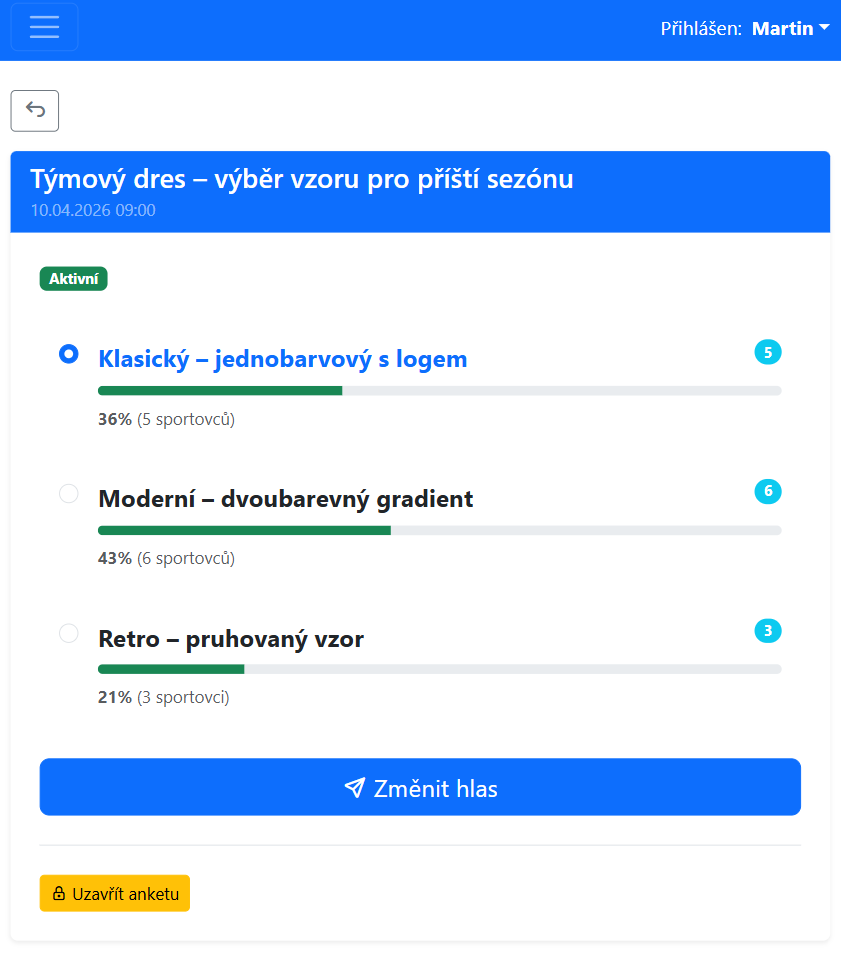 Přihlášen: Martin
Týmový dres – výběr vzoru pro příští sezónu
10.04.2026 09:00
Aktivní
Klasický – jednobarvový s logem 5
36% (5 sportovců)
Moderní – dvoubarevný gradient 6
43% (6 sportovců)
Retro – pruhovaný vzor 3
21% (3 sportovci)
Změnit hlas
Uzavřít anketu